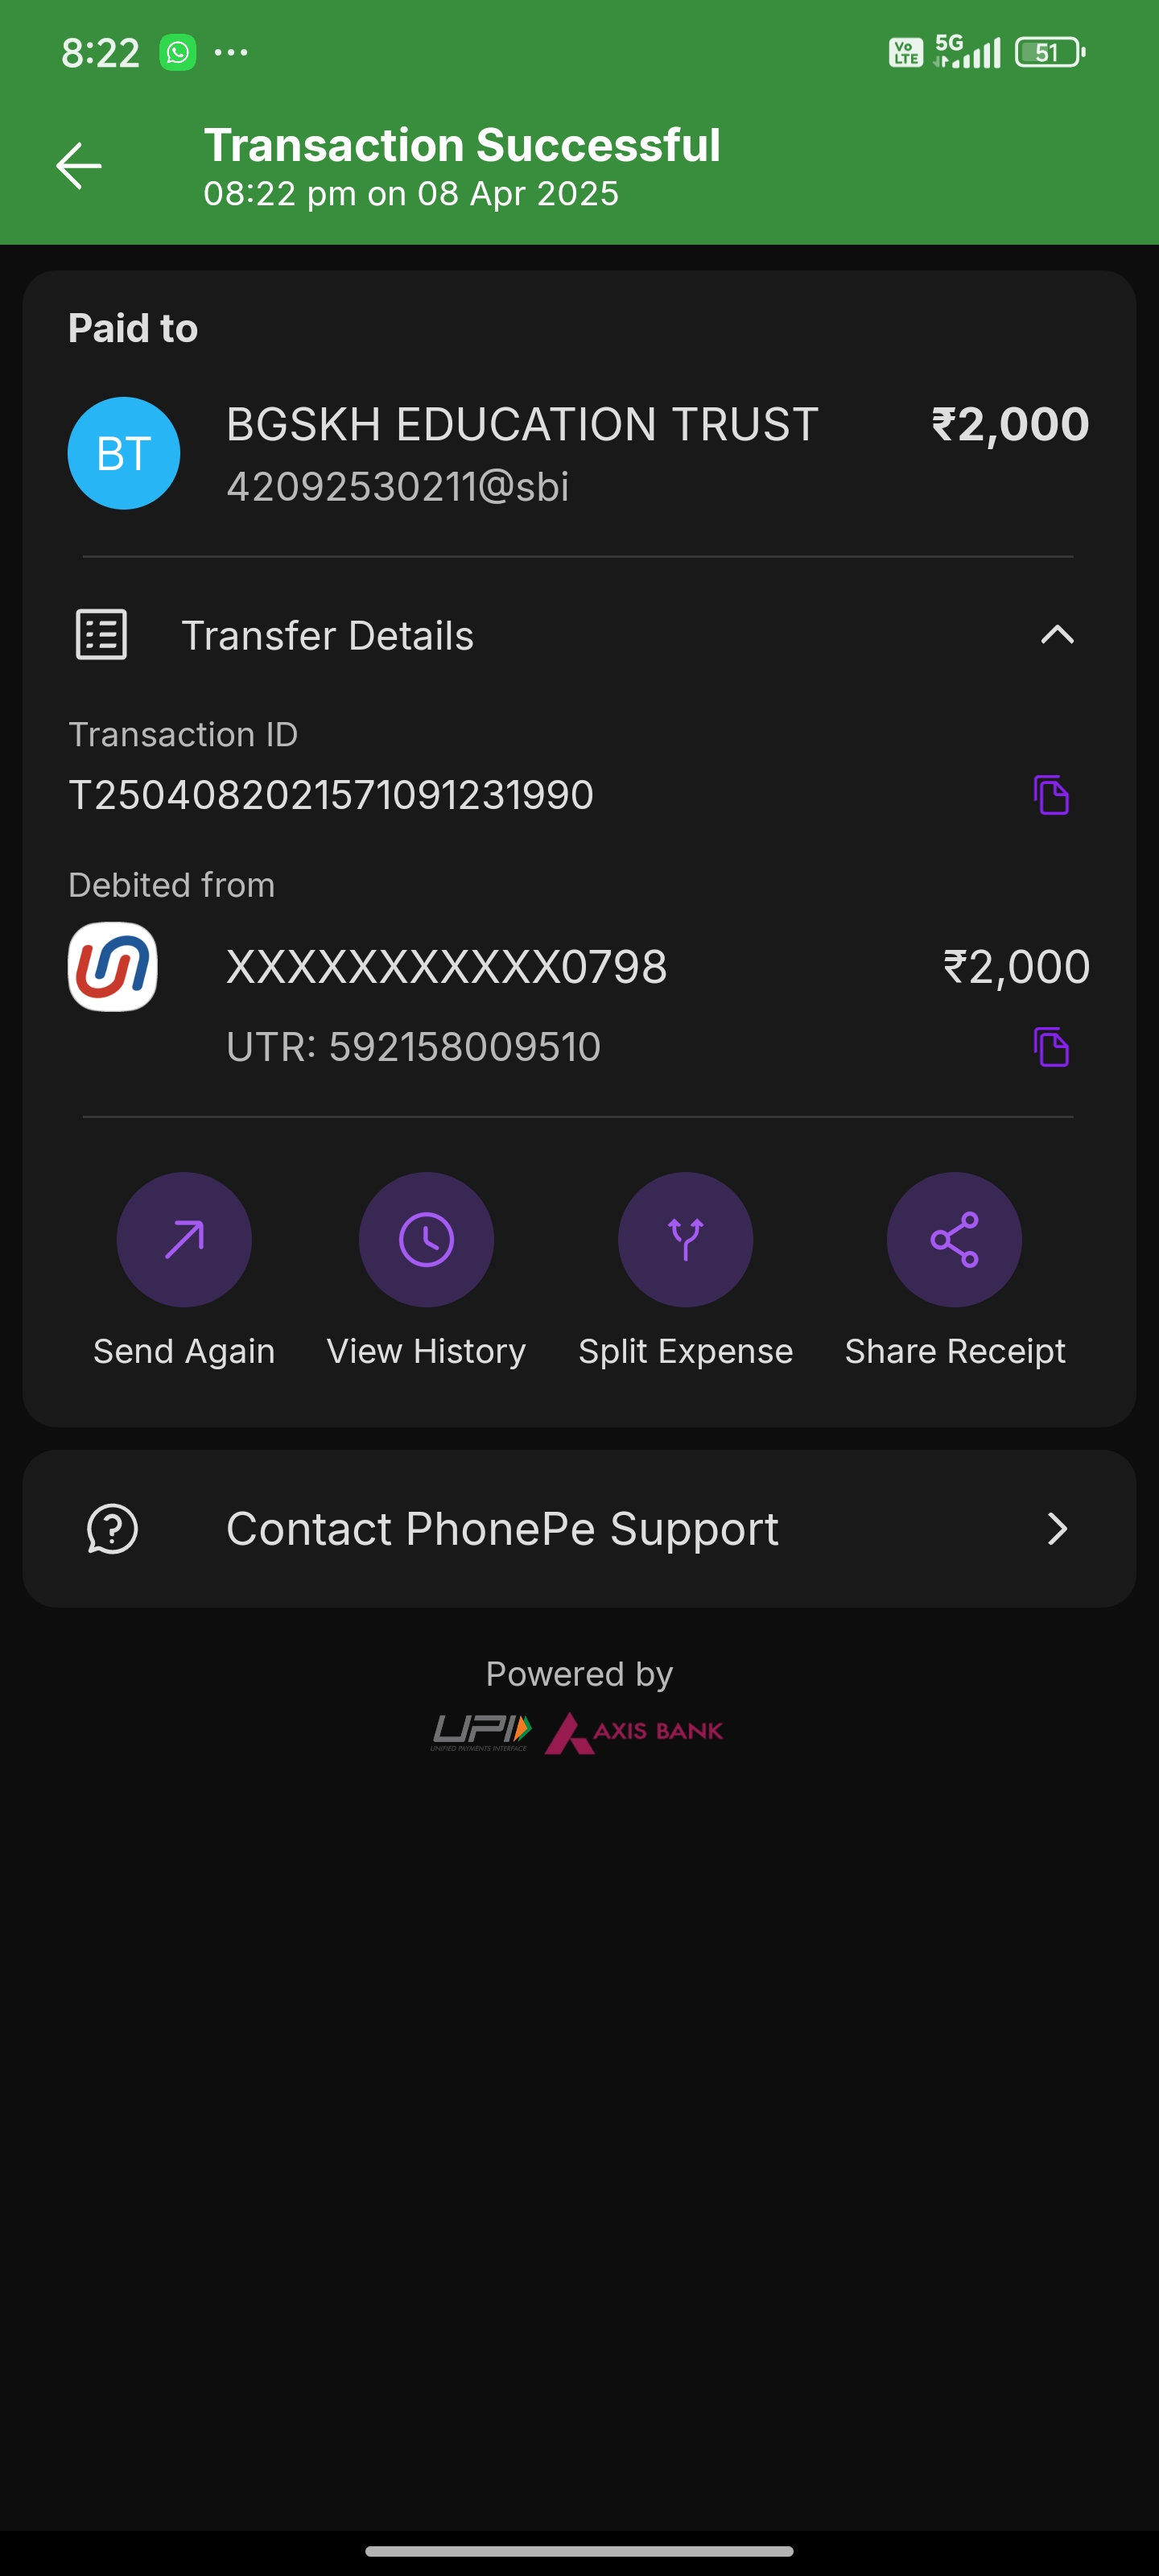 8:22
Vo LTE 5G 51
Transaction Successful
08:22 pm on 08 Apr 2025
Paid to
BT
BGSKH EDUCATION TRUST ₹2,000
42092530211@sbi
Transfer Details
Transaction ID
T2504082021571091231990
Debited from
XXXXXXXXXXX0798 ₹2,000
UTR: 592158009510
Send Again View History Split Expense Share Receipt
Contact PhonePe Support
Powered by
UPI AXIS BANK
UNIFIED PAYMENTS INTERFACE